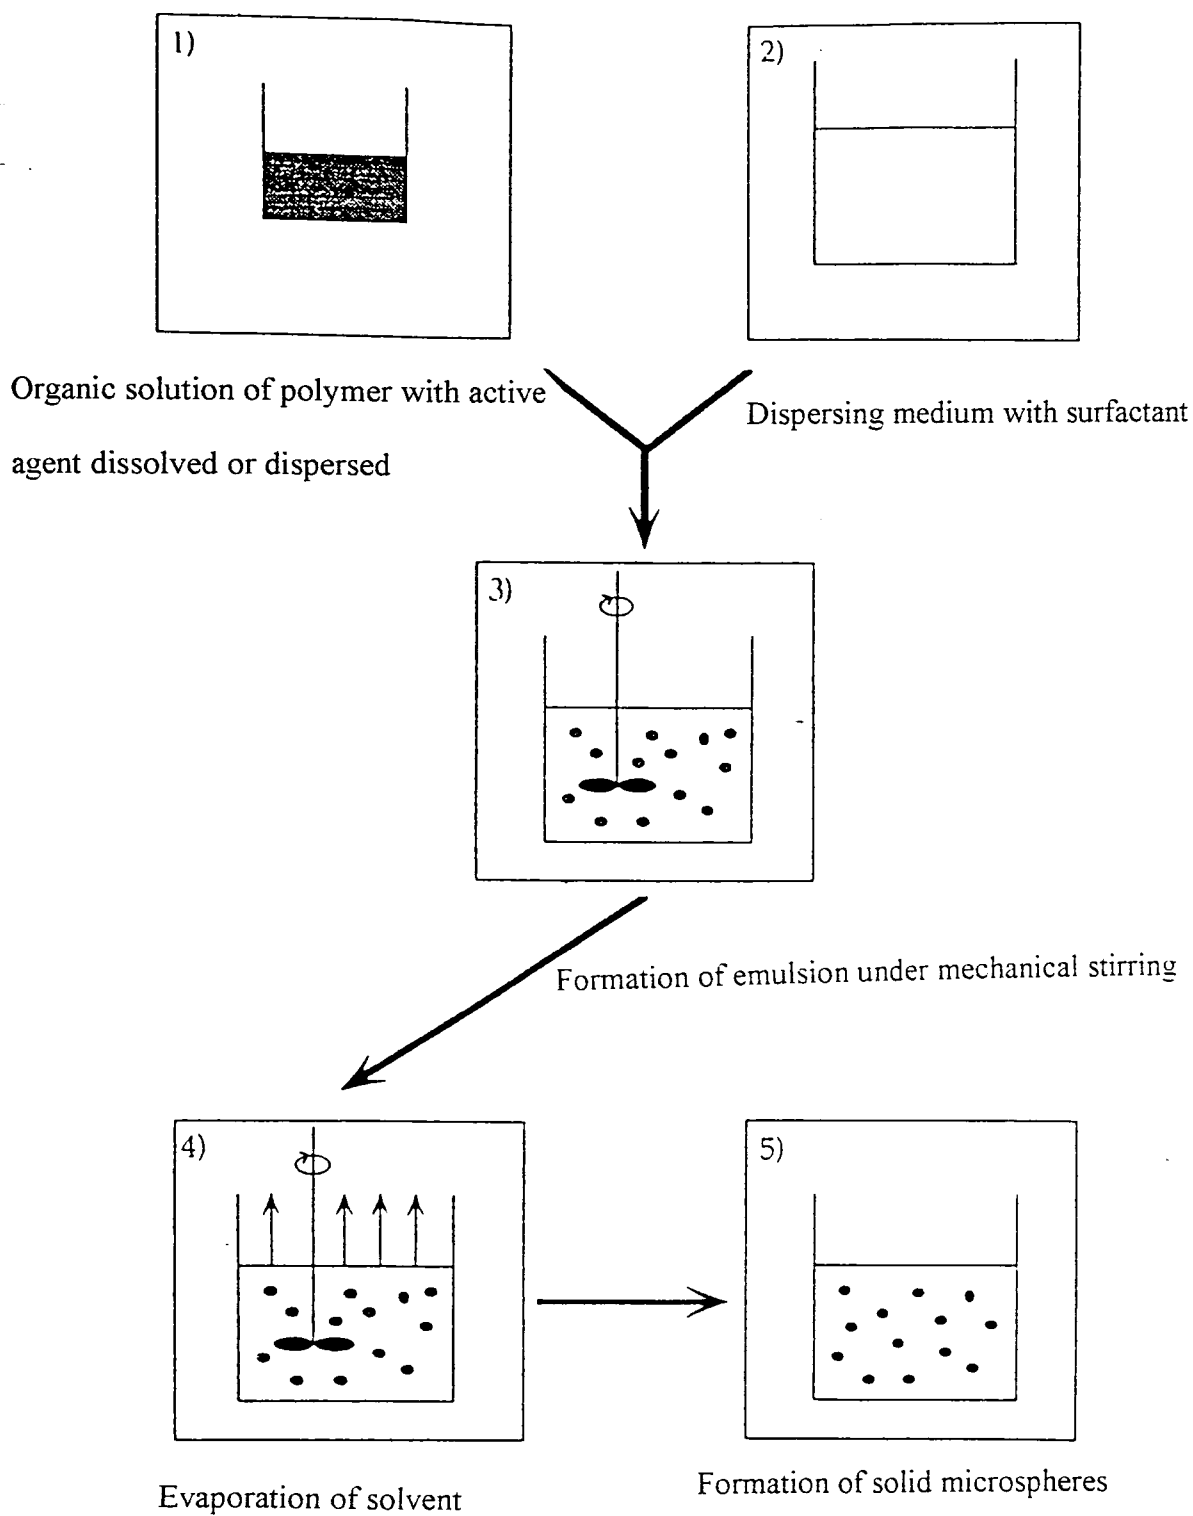 1)
2)
Organic solution of polymer with active
agent dissolved or dispersed
Dispersing medium with surfactant
3)
Formation of emulsion under mechanical stirring
4)
5)
Evaporation of solvent
Formation of solid microspheres